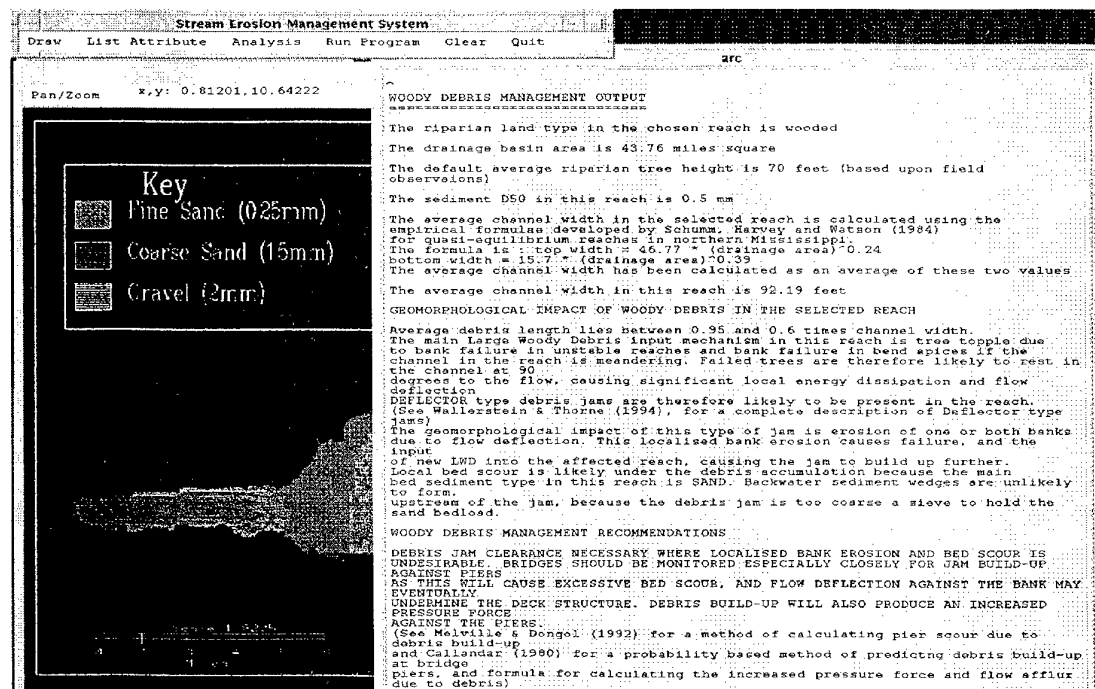 Stream Erosion Management System
Draw List Attribute Analysis Run Program Clear Quit
arc
Pan/Zoom x,y: 0.81201,10.64222
Key
Fine Sand (0.25mm)
Coarse Sand (1.5mm)
Gravel (2mm)
WOODY DEBRIS MANAGEMENT OUTPUT
The riparian land type in the chosen reach is wooded
The drainage basin area is 43.76 miles square
The default average riparian tree height is 70 feet (based upon field
observaions)
The sediment D50 in this reach is 0.5 mm
The average channel width in the selected reach is calculated using the
empirical formulae developed by Schumm, Harvey and Watson (1984)
for quasi-equilibrium reaches in northern Mississippi.
The formula is : top width = 46.77 * (drainage area)^0.24
bottom width = 15.7 * (drainage area)^0.39
The average channel width has been calculated as an average of these two values
The average channel width in this reach is 92.19 feet
GEOMORPHOLOGICAL IMPACT OF WOODY DEBRIS IN THE SELECTED REACH
Average debris length lies between 0.95 and 0.6 times channel width.
The main Large Woody Debris input mechanism in this reach is tree topple due
to bank failure in unstable reaches and bank failure in bend apices if the
channel in the reach is meandering. Failed trees are therefore likely to rest in
the channel at 90
degrees to the flow, causing significant local energy dissipation and flow
deflection
DEFLECTOR type debris jams are therefore likely to be present in the reach.
(See Wallerstein & Thorne (1994), for a complete description of Deflector type
jams)
The geomorphological impact of this type of jam is erosion of one or both banks
due to flow deflection. This localised bank erosion causes failure, and the
input
of new LWD into the affected reach, causing the jam to build up further.
Local bed scour is likely under the debris accumulation because the main
bed sediment type in this reach is SAND. Backwater sediment wedges are unlikely
to form.
upstream of the jam, because the debris jam is too coarse a sieve to hold the
sand bedload.
WOODY DEBRIS MANAGEMENT RECOMMENDATIONS
DEBRIS JAM CLEARANCE NECESSARY WHERE LOCALISED BANK EROSION AND BED SCOUR IS
UNDESIRABLE. BRIDGES SHOULD BE MONITORED ESPECIALLY CLOSELY FOR JAM BUILD-UP
AGAINST PIERS
AS THIS WILL CAUSE EXCESSIVE BED SCOUR, AND FLOW DEFLECTION AGAINST THE BANK MAY
EVENTUALLY
UNDERMINE THE DECK STRUCTURE. DEBRIS BUILD-UP WILL ALSO PRODUCE AN INCREASED
PRESSURE FORCE
AGAINST THE PIERS.
(See Melville & Dongol (1992) for a method of calculating pier scour due to
debris build-up
and Callandar (1980) for a probability based method of predictng debris build-up
at bridge
piers, and formula for calculating the increased pressure force and flow afflux
due to debris)